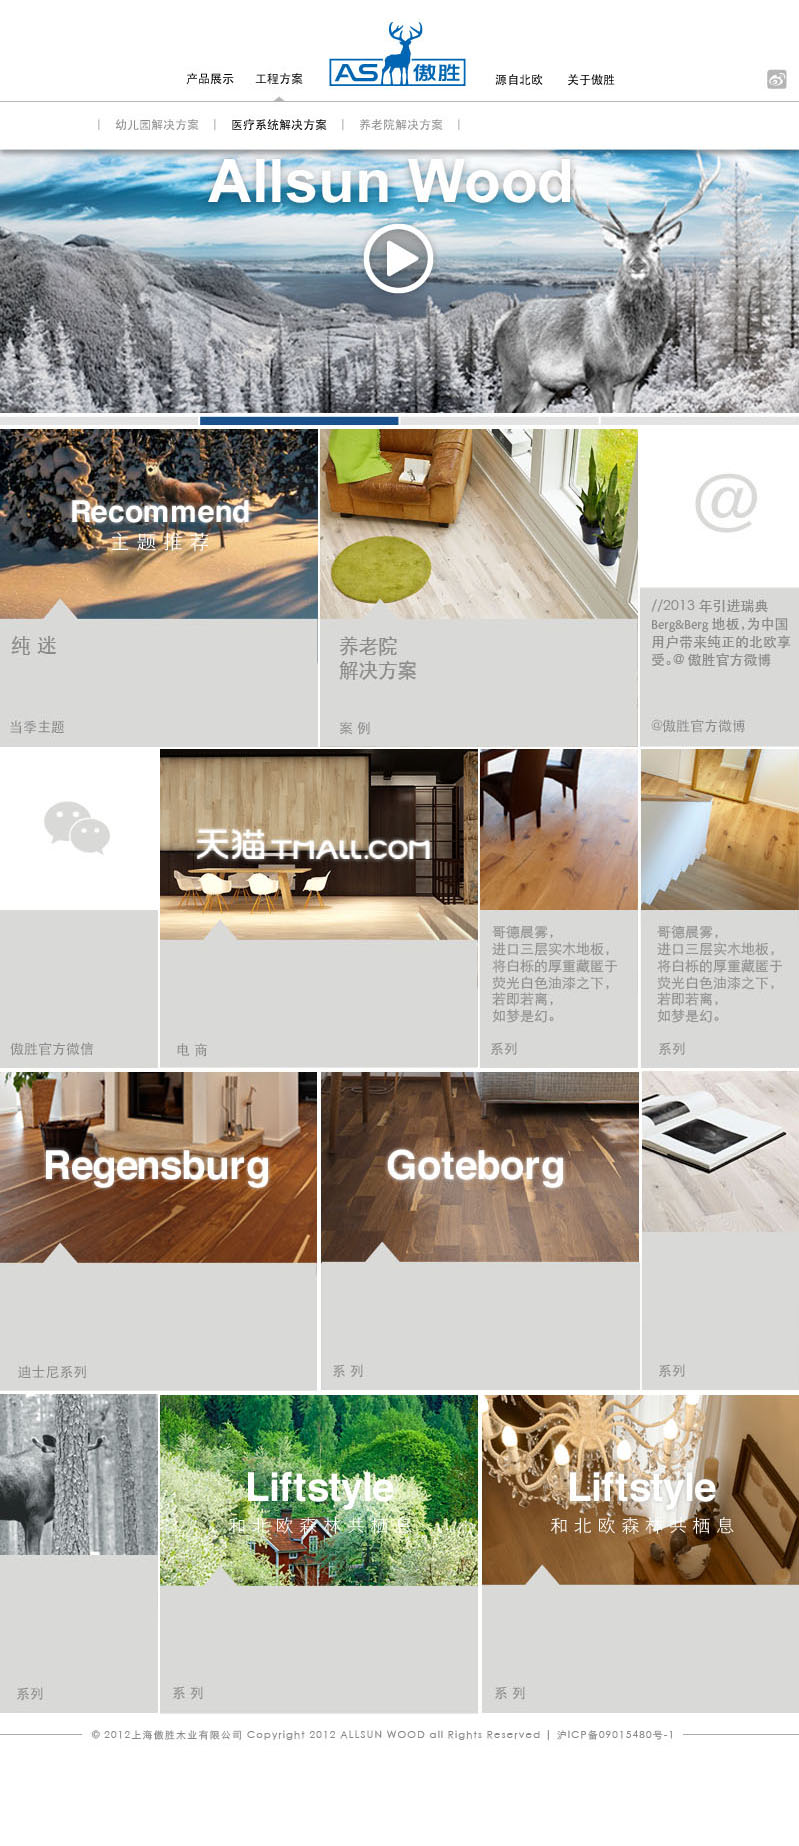 产品展示 工程方案 AS 傲胜 源自北欧 关于傲胜
| 幼儿园解决方案 | 医疗系统解决方案 | 养老院解决方案 |
Allsun Wood
Recommend
主题推荐
@
纯 迷
当季主题
养老院
解决方案
案 例
//2013 年引进瑞典
Berg&Berg 地板，为中国
用户带来纯正的北欧享
受。@ 傲胜官方微博
@傲胜官方微博
傲胜官方微信
天猫TMALL.COM
电 商
哥德晨雾，
进口三层实木地板，
将白栎的厚重藏匿于
荧光白色油漆之下，
若即若离，
如梦是幻。
系列
哥德晨雾，
进口三层实木地板，
将白栎的厚重藏匿于
荧光白色油漆之下，
若即若离，
如梦是幻。
系列
Regensburg
迪士尼系列
Goteborg
系 列
系列
系列
Liftstyle
和北欧森林共栖息
系 列
Liftstyle
和北欧森林共栖息
系 列
© 2012上海傲胜木业有限公司 Copyright 2012 ALLSUN WOOD all Rights Reserved | 沪ICP备09015480号-1